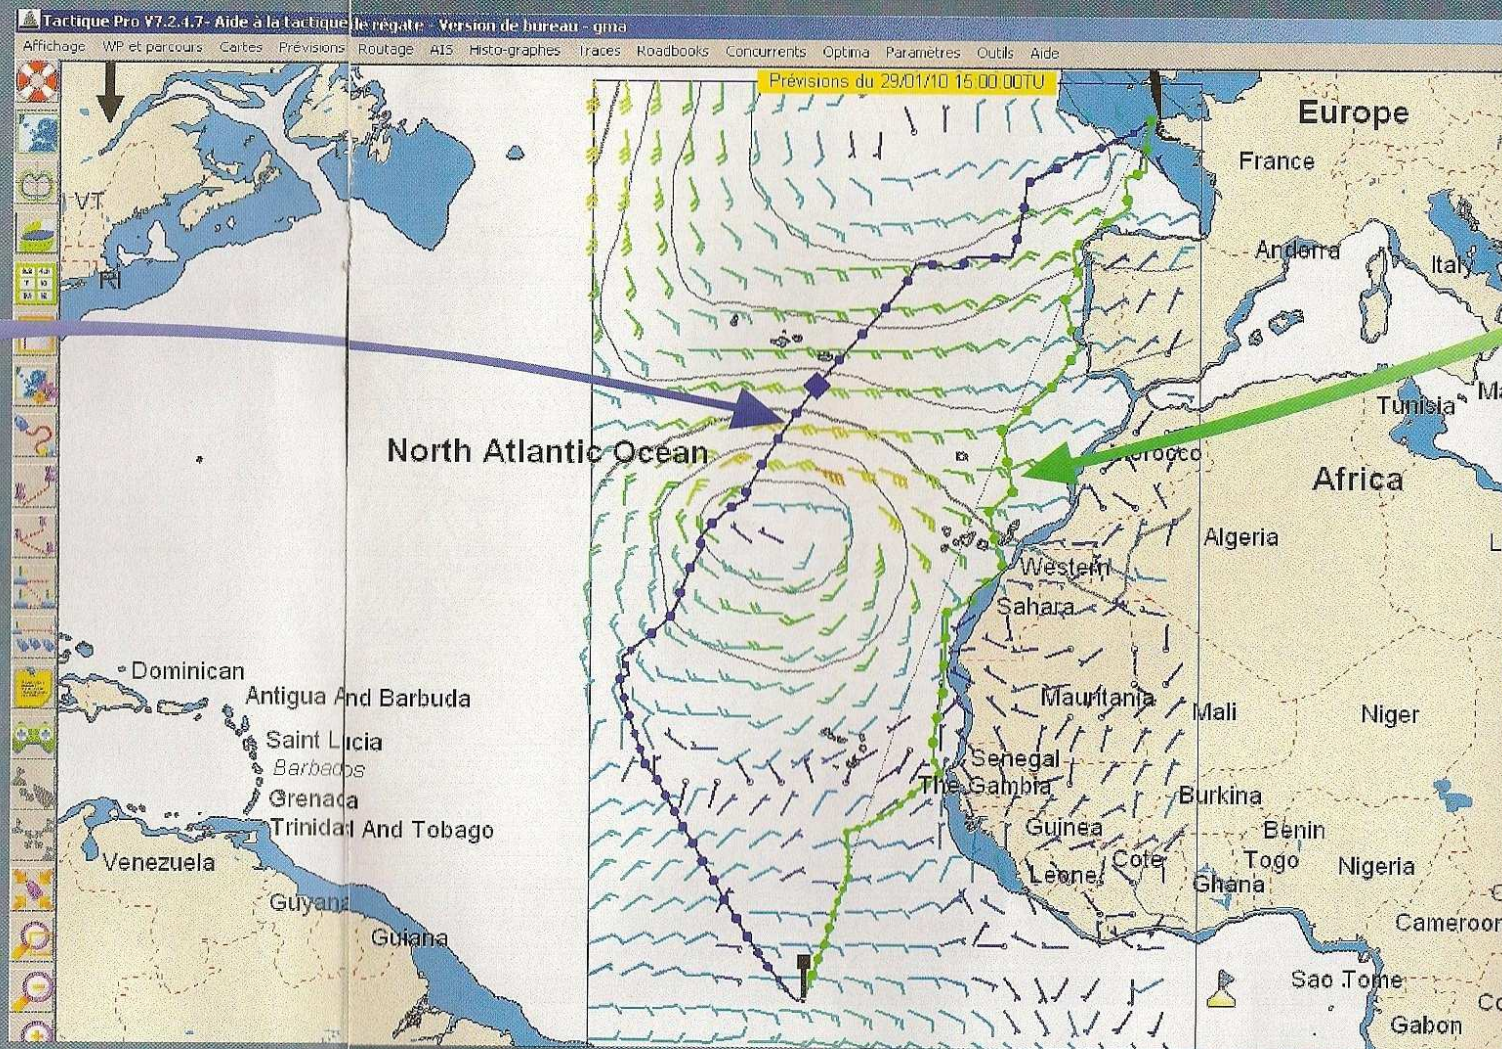 Tactique Pro V7.2.4.7- Aide à la tactique de régate - Version de bureau - gma
Affichage WP et parcours Cartes Prévisions Routage AIS Histo-graphes Traces Roadbooks Concurrents Optima Paramètres Outils Aide
Prévisions du 29/01/10 15:00:00TU
Europe
France
VT
Andorra
Italy
RI
Tunisia
North Atlantic Ocean
Morocco
Africa
Algeria
Western
Sahara
Dominican
Antigua And Barbuda
Mauritania
Mali
Niger
Saint Lucia
Barbados
Senegal
The Gambia
Grenada
Burkina
Trinidad And Tobago
Guinea
Benin
Venezuela
Leone
Cote
Togo
Nigeria
Ghana
Guyana
Guiana
Cameroon
Sao Tome
Gabon